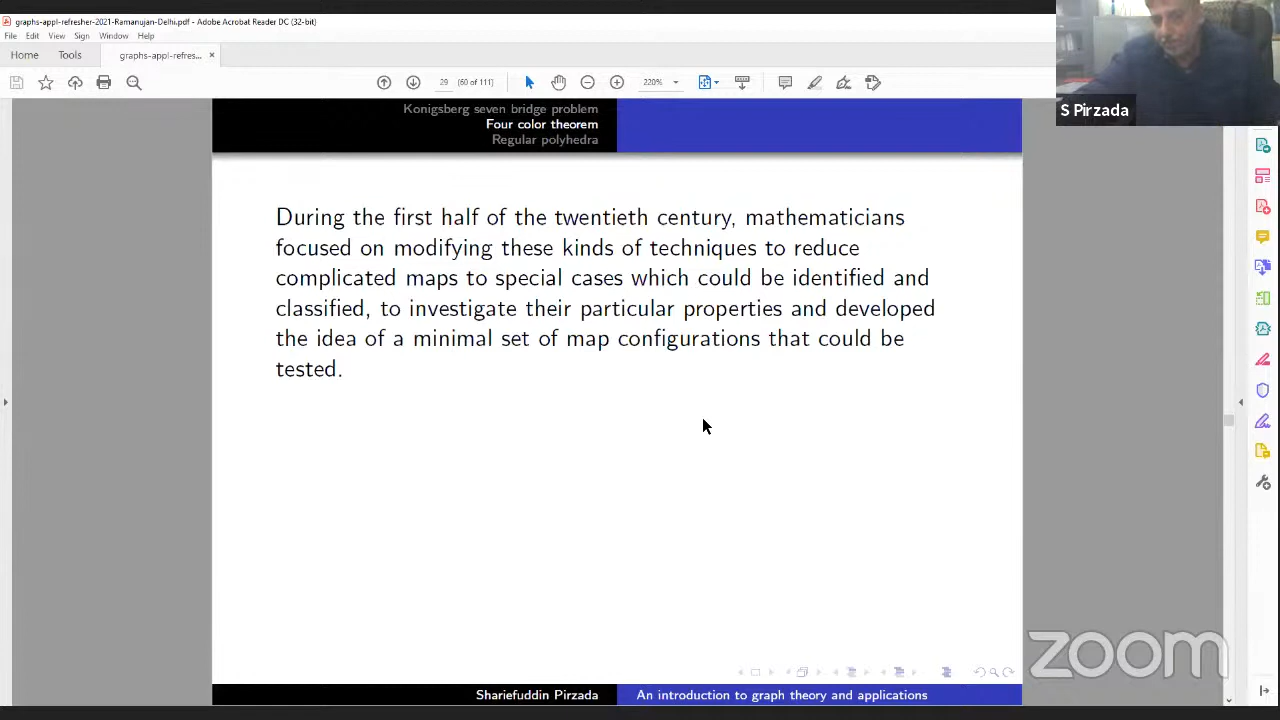 graphs-appl-refresher-2021-Ramanujan-Delhi.pdf - Adobe Acrobat Reader DC (32-bit)
File Edit View Sign Window Help
Home Tools graphs-appl-refres... ×
29 (60 of 111) 220%
S Pirzada
Konigsberg seven bridge problem
Four color theorem
Regular polyhedra
During the first half of the twentieth century, mathematicians
focused on modifying these kinds of techniques to reduce
complicated maps to special cases which could be identified and
classified, to investigate their particular properties and developed
the idea of a minimal set of map configurations that could be
tested.
zoom
Shariefuddin Pirzada An introduction to graph theory and applications